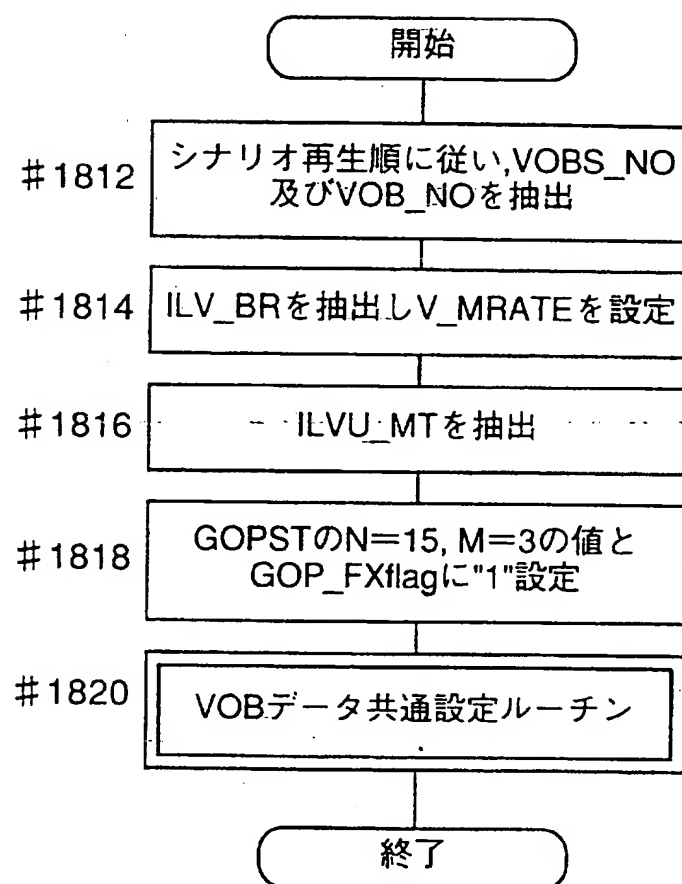 開始
#1812
シナリオ再生順に従い,VOBS_NO
及びVOB_NOを抽出
#1814
ILV_BRを抽出しV_MRATEを設定
#1816
ILVU_MTを抽出
#1818
GOPSTのN=15, M=3の値と
GOP_FXflagに"1"設定
#1820
VOBデータ共通設定ルーチン
終了